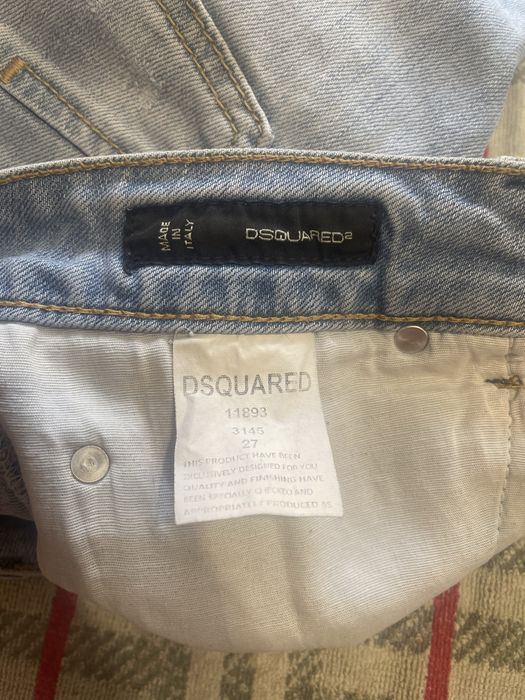 MADE
IN
ITALY
DSQUARED2
DSQUARED
11893
3145
27
THIS PRODUCT HAVE BEEN
EXCLUSIVELY DESIGNED FOR YOU
QUALITY AND FINISHING HAVE
BEEN SPECIALLY CHECKED AND
APPROPRIATELLY PRODUCED AS